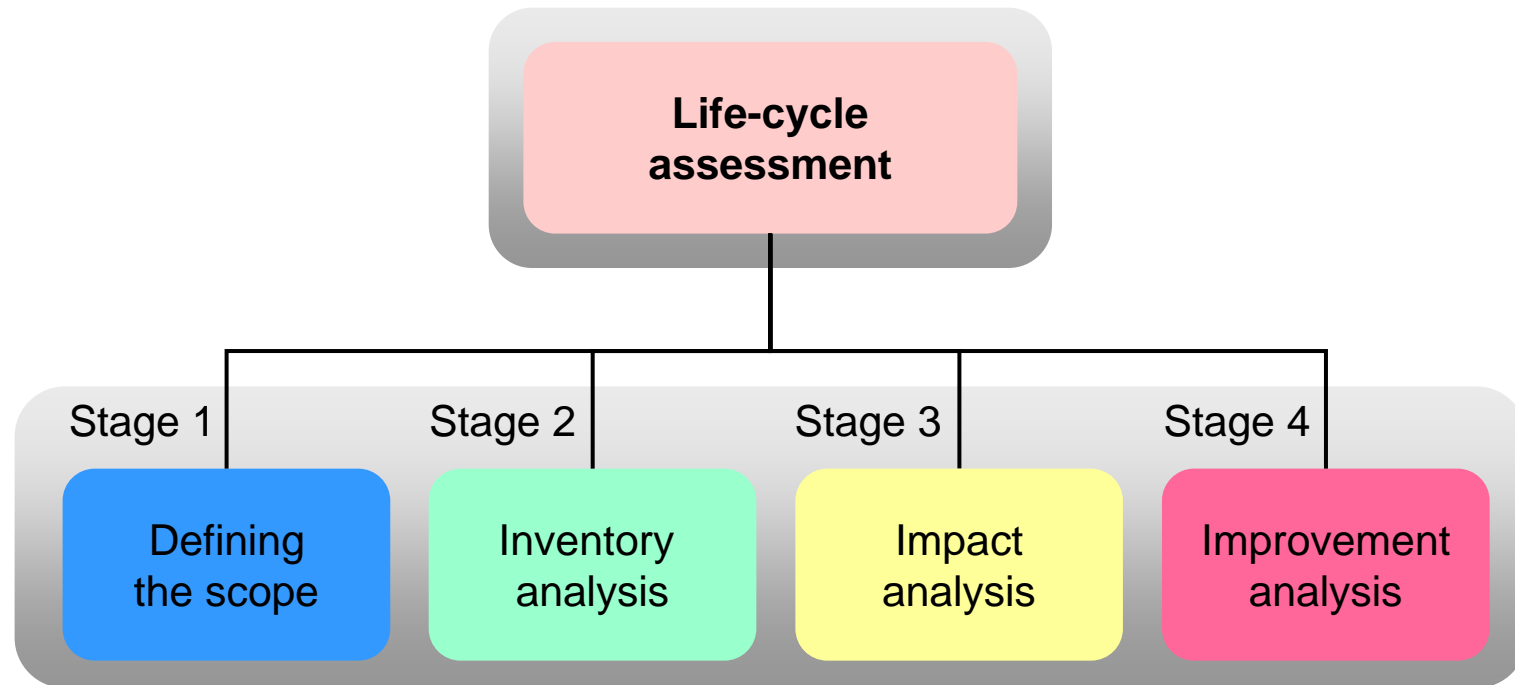 Life-cycle
assessment
Stage 1
Stage 2
Stage 3
Stage 4
Defining
the scope
Inventory
analysis
Impact
analysis
Improvement
analysis